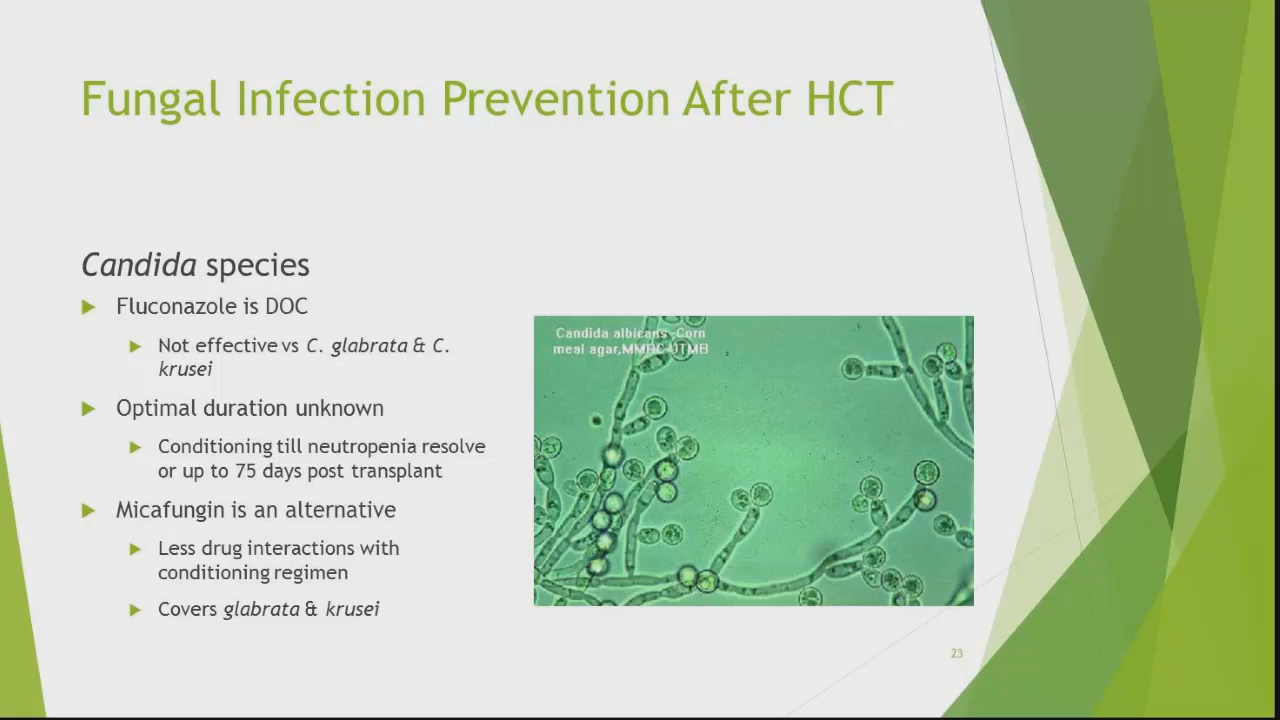 Fungal Infection Prevention After HCT
Candida species
Fluconazole is DOC
Not effective vs C. glabrata & C.
krusei
Optimal duration unknown
Conditioning till neutropenia resolve
or up to 75 days post transplant
Micafungin is an alternative
Less drug interactions with
conditioning regimen
Covers glabrata & krusei
Candida albicans-Corn
meal agar,MMRC-UTMB
23